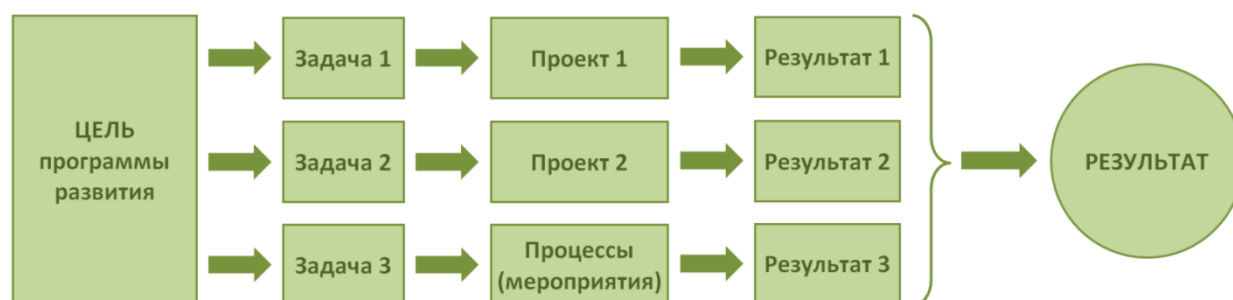 ЦЕЛЬ
программы
развития
Задача 1
Проект 1
Результат 1
Задача 2
Проект 2
Результат 2
Задача 3
Процессы
(мероприятия)
Результат 3
РЕЗУЛЬТАТ